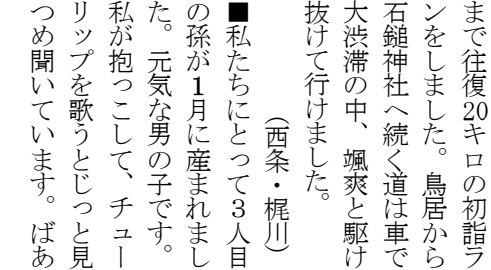 まで往復20キロの初詣ラ
ンをしました。鳥居から
石鎚神社へ続く道は車で
大渋滞の中、颯爽と駆け
抜けて行けました。
（西条・梶川）
■私たちにとって３人目
の孫が1月に産まれまし
た。元気な男の子です。
私が抱っこして、チュー
リップを歌うとじっと見
つめ聞いています。ばあ